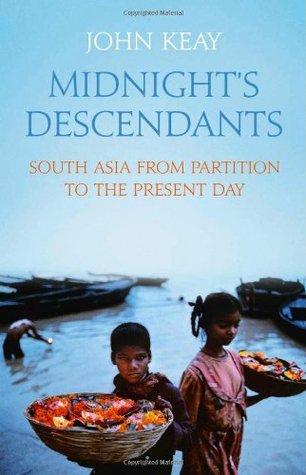 JOHN KEAY
MIDNIGHT'S
DESCENDANTS
SOUTH ASIA FROM PARTITION
TO THE PRESENT DAY